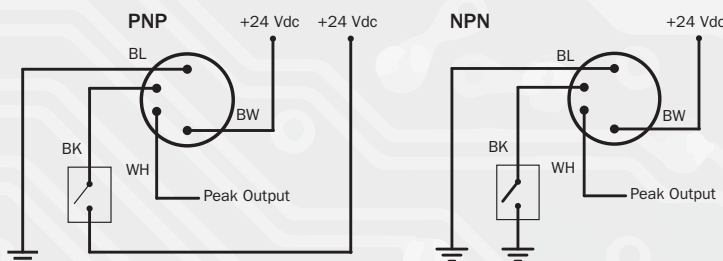 PNP
+24 Vdc
+24 Vdc
BL
BW
BK
WH
Peak Output
NPN
+24 Vdc
BL
BW
BK
WH
Peak Output